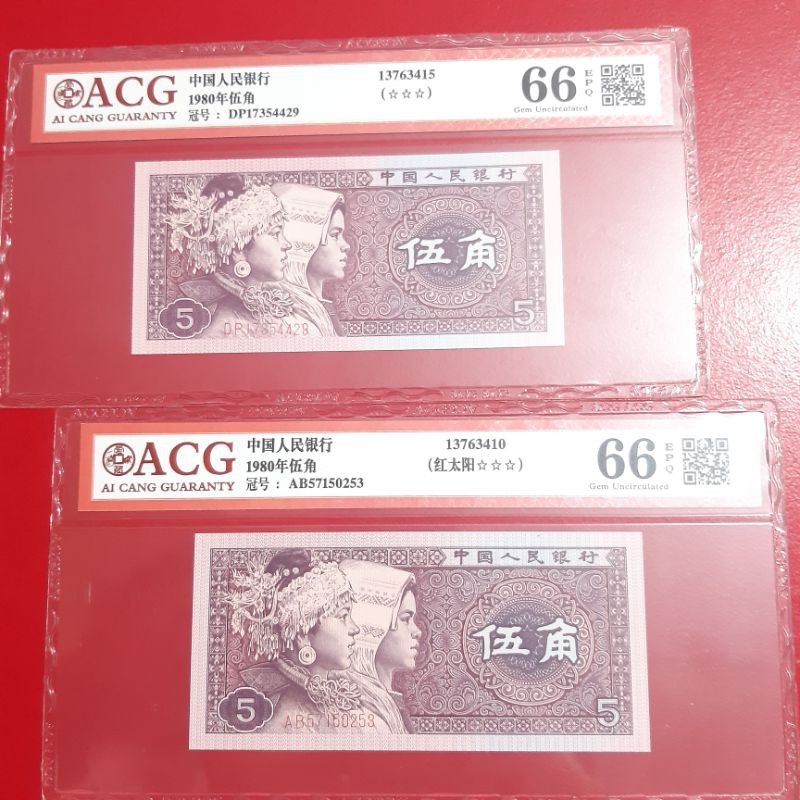 ACG
AI CANG GUARANTY
中国人民银行
1980年伍角
冠号： DP17354429
13763415
(☆☆☆)
66
EPQ
Gem Uncirculated
中国人民银行
伍角
5
DP17354429
5
ACG
AI CANG GUARANTY
中国人民银行
1980年伍角
冠号： AB57150253
13763410
(红太阳☆☆☆)
66
EPQ
Gem Uncirculated
中国人民银行
伍角
5
AB57150253
5